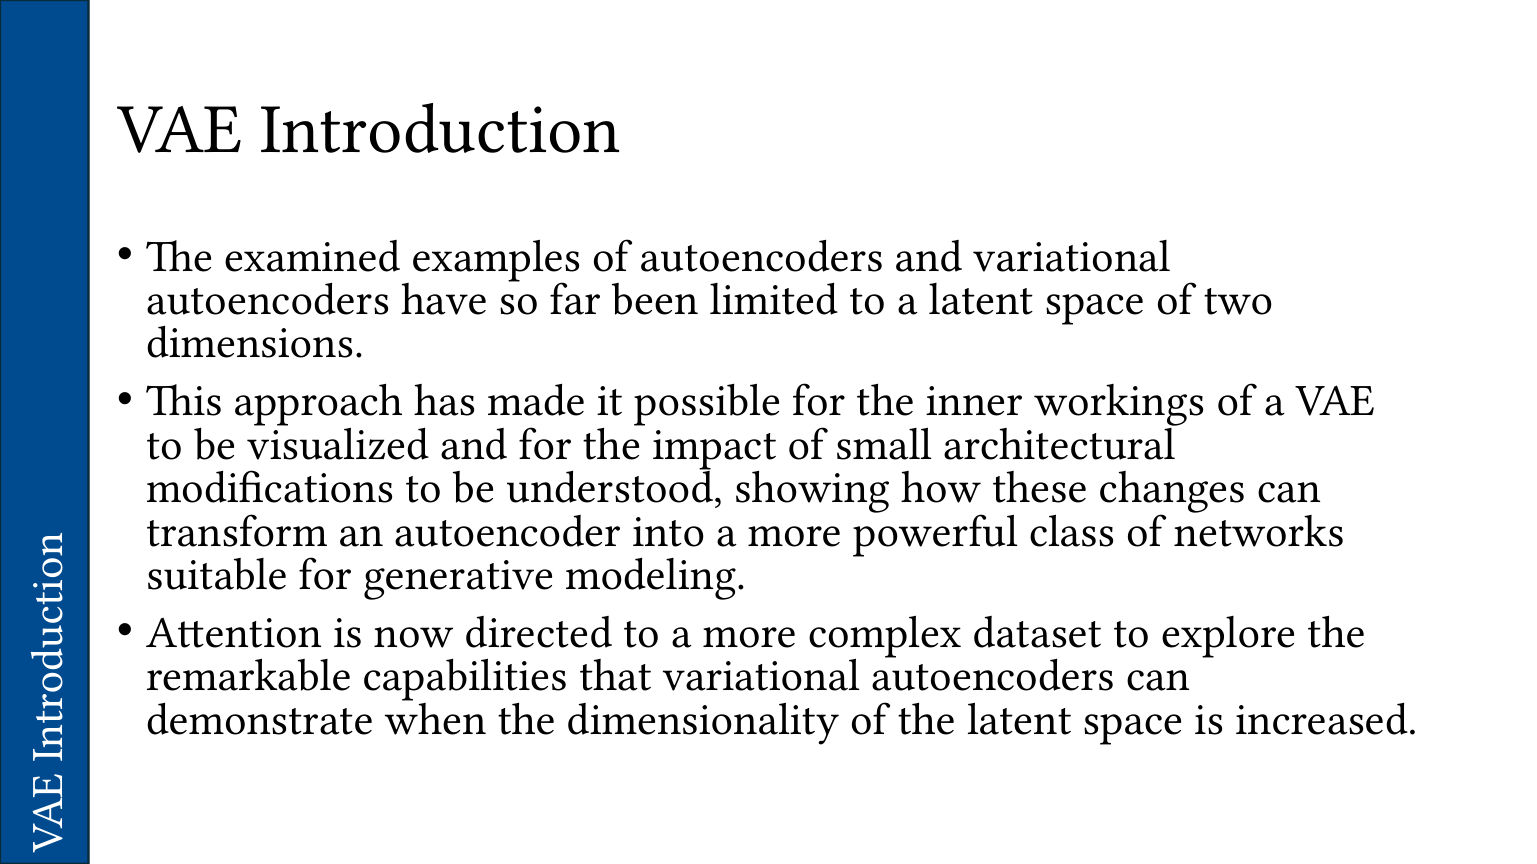 VAE Introduction
• The examined examples of autoencoders and variational
autoencoders have so far been limited to a latent space of two
dimensions.
• This approach has made it possible for the inner workings of a VAE
to be visualized and for the impact of small architectural
modifications to be understood, showing how these changes can
transform an autoencoder into a more powerful class of networks
suitable for generative modeling.
• Attention is now directed to a more complex dataset to explore the
remarkable capabilities that variational autoencoders can
demonstrate when the dimensionality of the latent space is increased.
VAE Introduction